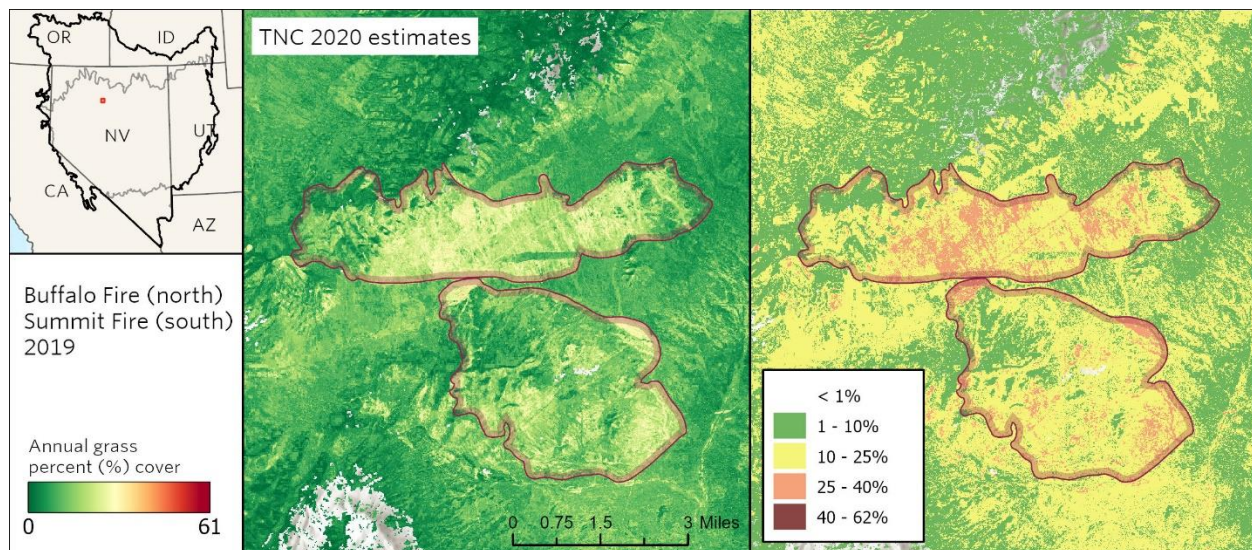 OR
ID
NV
UT
CA
AZ
Buffalo Fire (north)
Summit Fire (south)
2019
Annual grass
percent (%) cover
0 61
TNC 2020 estimates
0 0.75 1.5 3 Miles
< 1%
1 - 10%
10 - 25%
25 - 40%
40 - 62%